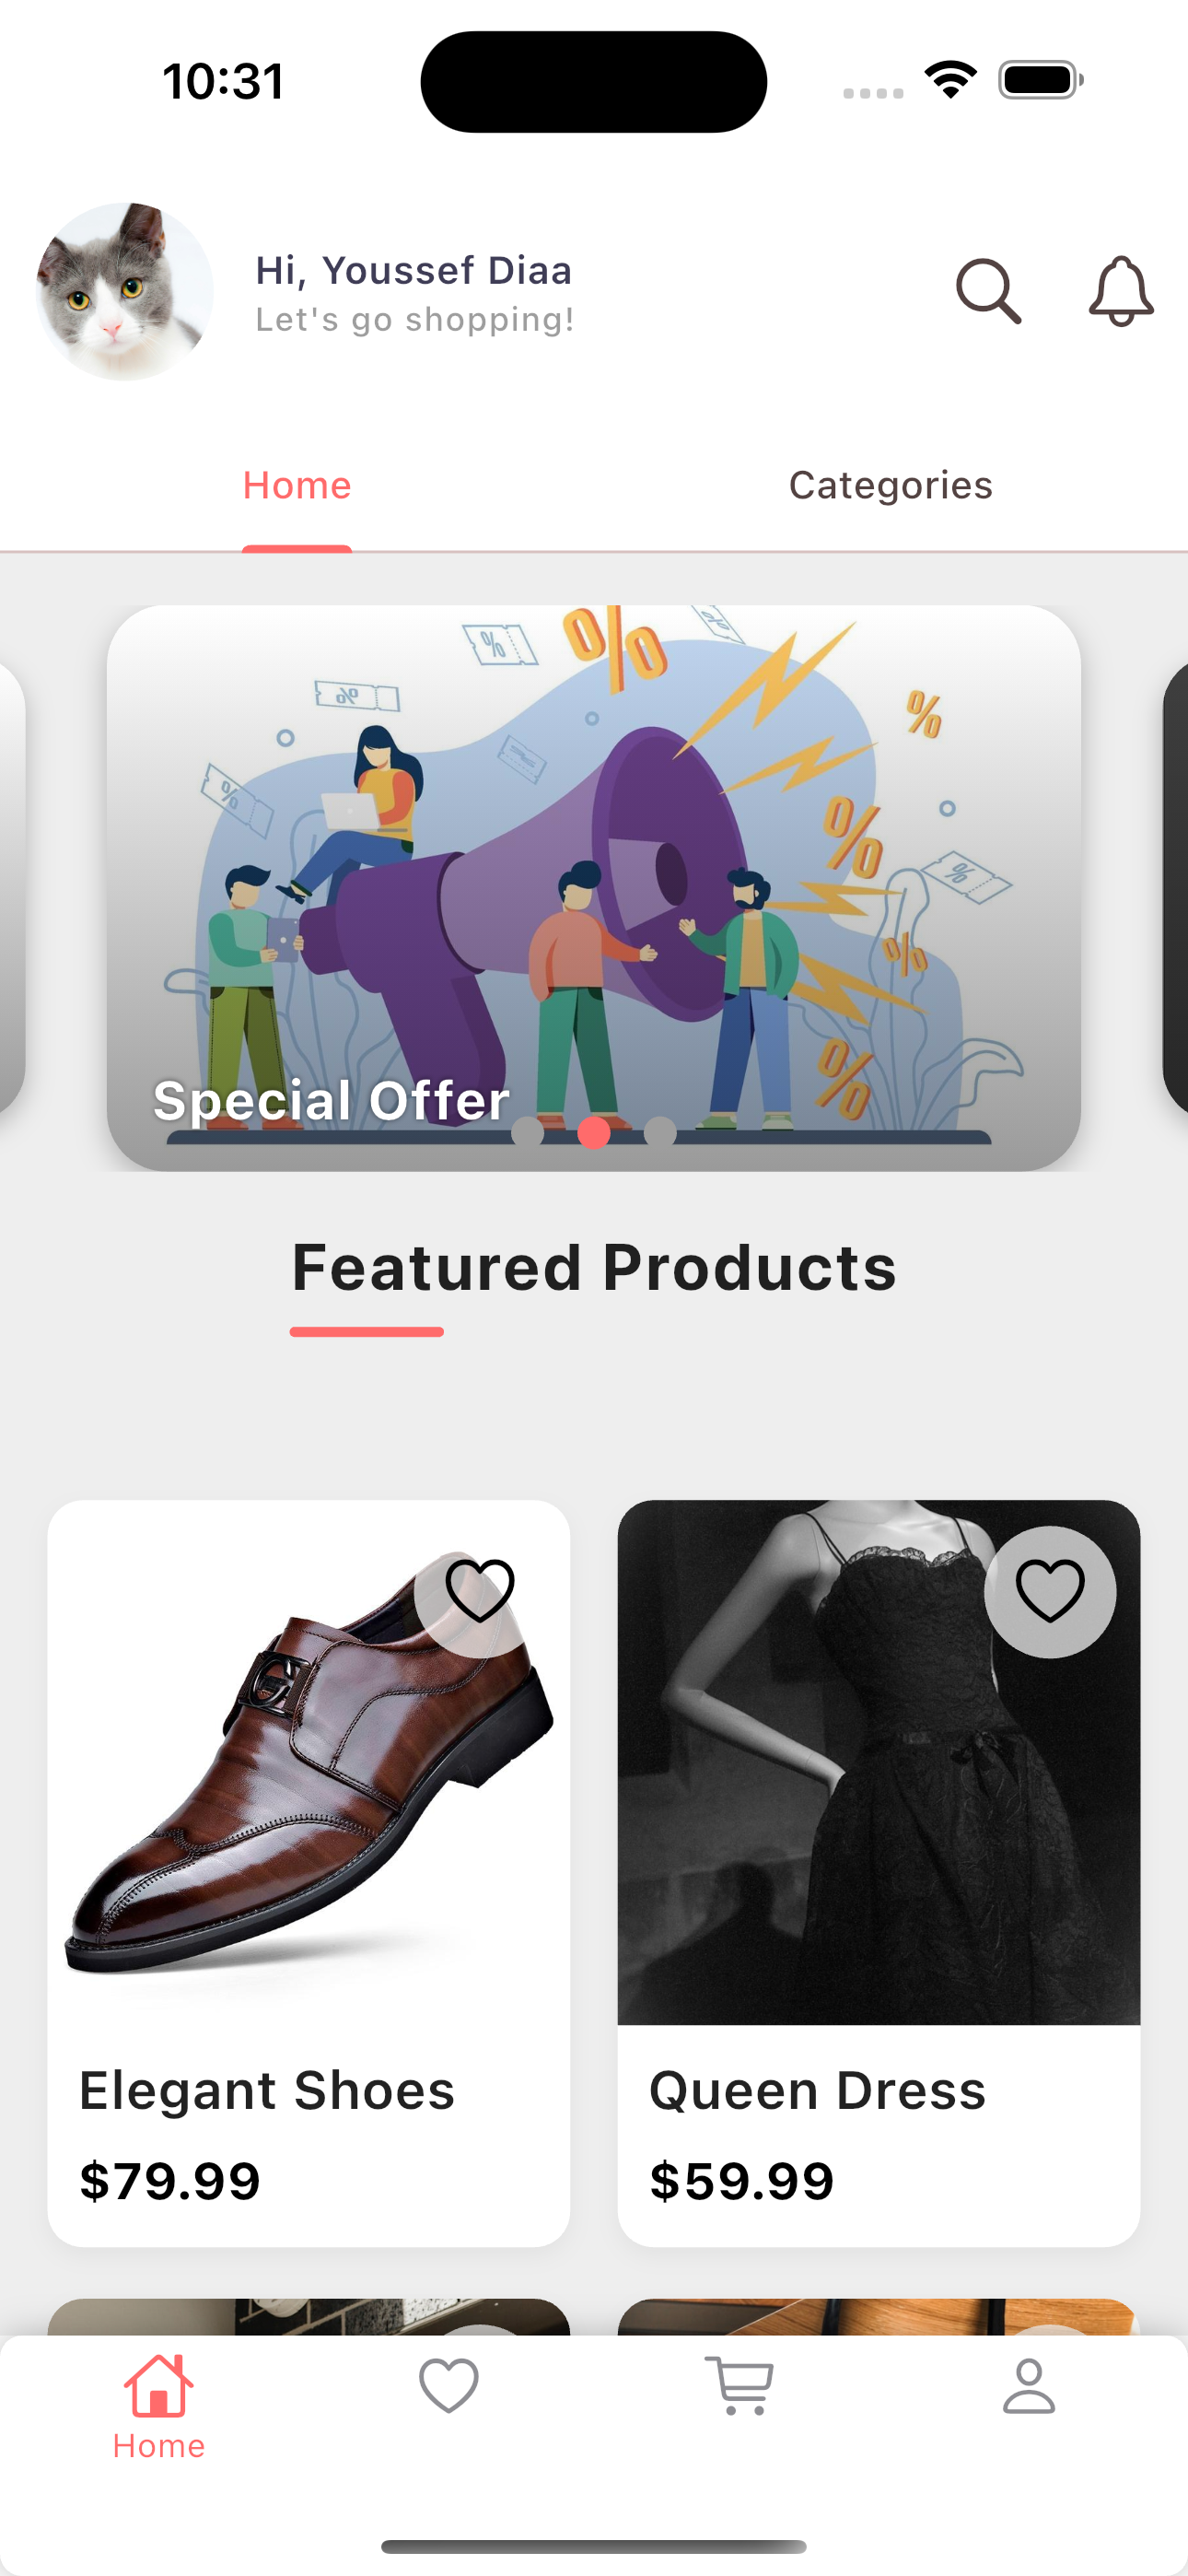 10:31
Hi, Youssef Diaa
Let's go shopping!
Home
Categories
%
%
%
%
%
%
%
%
%
%
Special Offer
Featured Products
Elegant Shoes
Queen Dress
$79.99
$59.99
Home